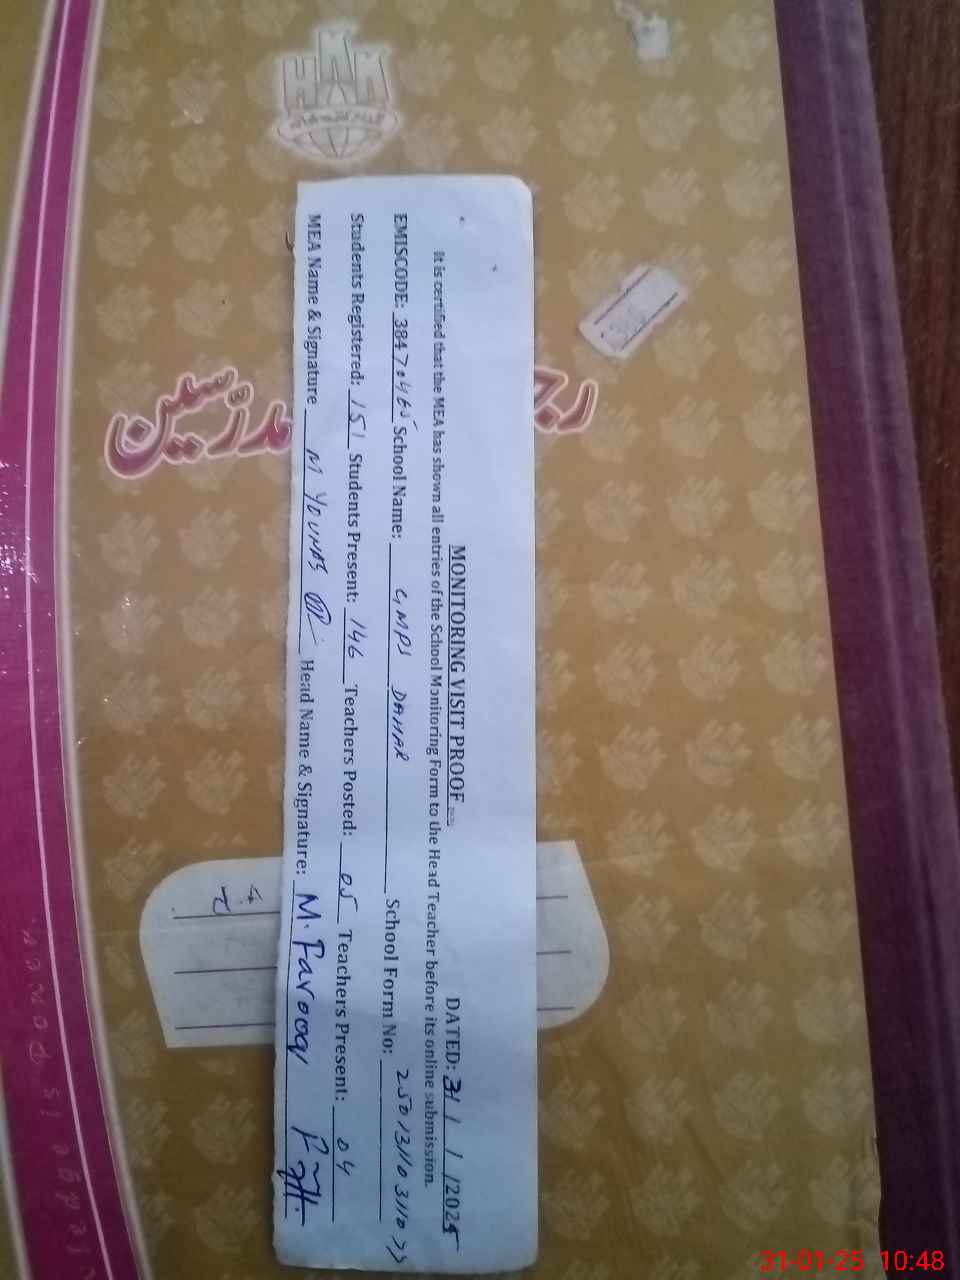 MONITORING VISIT PROOF DATED: 31/1/2025
It is certified that the MEA has shown all entries of the School Monitoring Form to the Head Teacher before its online submission.
EMISCODE: 38470465 School Name: GMPS DAHAR School Form No:
Students Registered: 151 Students Present: 146 Teachers Posted: 05 Teachers Present: 04
MEA Name & Signature M YOUNAS Head Name & Signature: M. Farooq
31-01-25 10:48